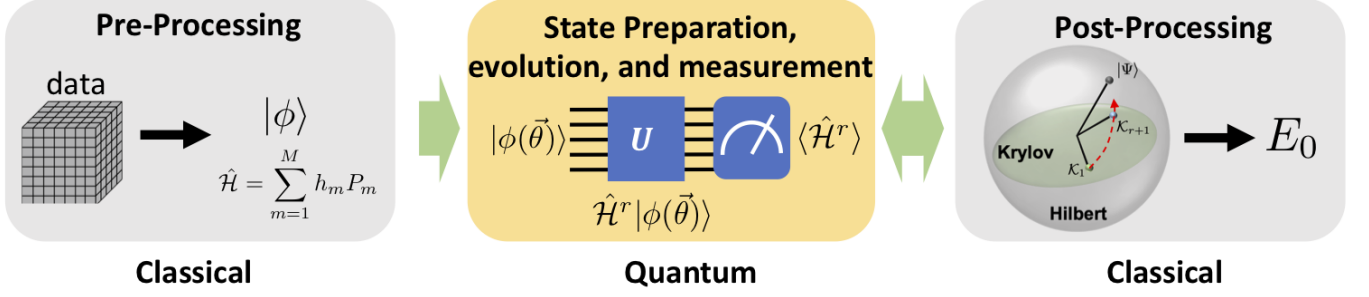 Pre-Processing
data
|ϕ⟩
Ĥ = ∑_{m=1}^{M} h_m P_m
Classical
State Preparation,
evolution, and measurement
|ϕ(θ⃗)⟩ U ⟨Ĥ^r⟩
Ĥ^r|ϕ(θ⃗)⟩
Quantum
Post-Processing
|Ψ⟩
𝒦_{r+1}
Krylov
𝒦_1
Hilbert
E_0
Classical